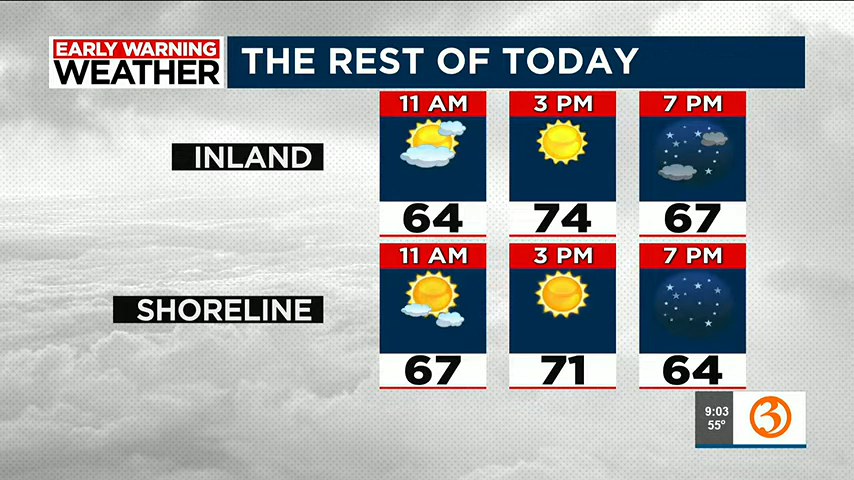 EARLY WARNING
WEATHER
THE REST OF TODAY
INLAND
11 AM
3 PM
7 PM
64
74
67
SHORELINE
11 AM
3 PM
7 PM
67
71
64
9:03
55°
3